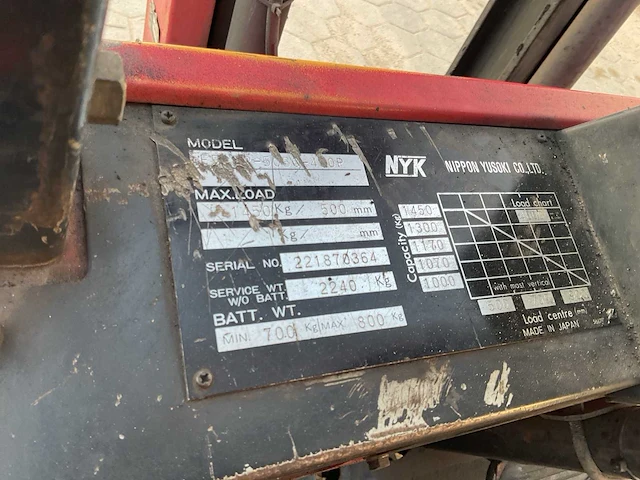 MODEL
NYK NIPPON YUSOKI CO., LTD.
MAX. LOAD
Kg/ 500 mm
Kg/ mm
SERIAL NO. 221870364
SERVICE WT. W/O BATT. 2240 Kg
BATT. WT.
MIN 700 Kg MAX 800 Kg
Capacity (Kg)
1450
1300
1170
1070
1000
Load chart
with mast vertical
Load centre (mm)
MADE IN JAPAN